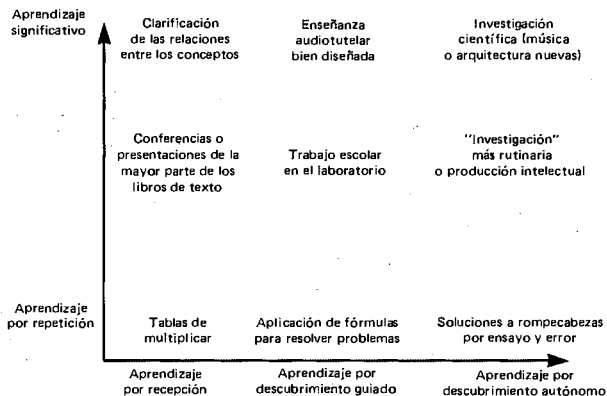 Aprendizaje
significativo
Clarificación
de las relaciones
entre los conceptos
Enseñanza
audiotutelar
bien diseñada
Investigación
científica (música
o arquitectura nuevas)
Conferencias o
presentaciones de la
mayor parte de los
libros de texto
Trabajo escolar
en el laboratorio
"Investigación"
más rutinaria
o producción intelectual
Aprendizaje
por repetición
Tablas de
multiplicar
Aplicación de fórmulas
para resolver problemas
Soluciones a rompecabezas
por ensayo y error
Aprendizaje
por recepción
Aprendizaje por
descubrimiento guiado
Aprendizaje por
descubrimiento autónomo